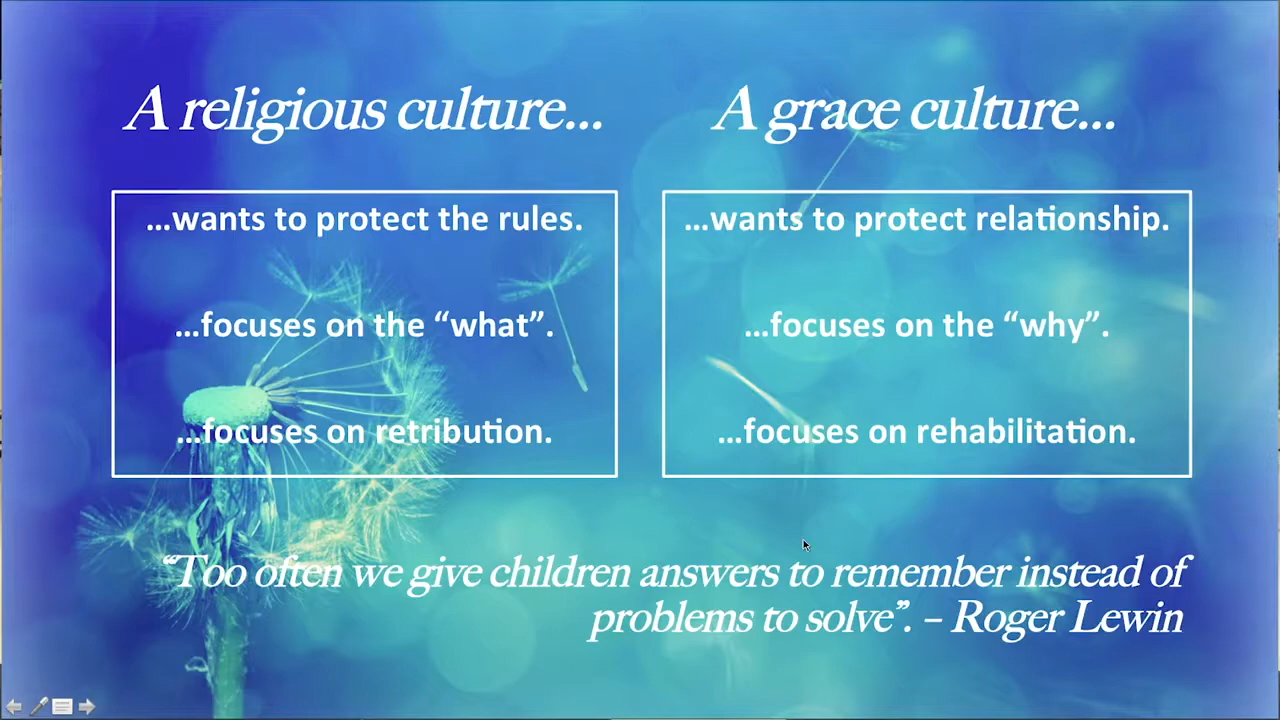 A religious culture...
...wants to protect the rules.
...focuses on the “what”.
...focuses on retribution.
A grace culture...
...wants to protect relationship.
...focuses on the “why”.
...focuses on rehabilitation.
“Too often we give children answers to remember instead of
problems to solve”. – Roger Lewin